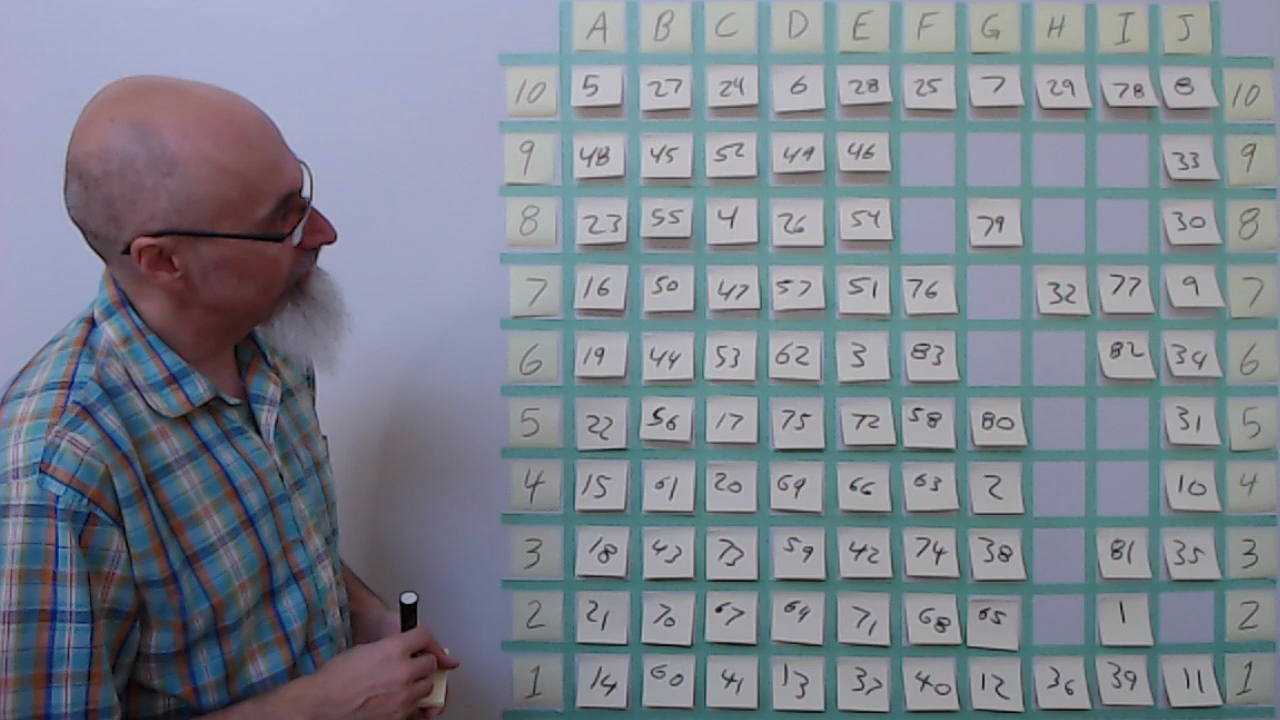 A B C D E F G H I J
10 5 27 24 6 28 25 7 29 78 8 10
9 48 45 52 49 46 33 9
8 23 55 4 26 54 79 30 8
7 16 50 47 57 51 76 32 77 9 7
6 19 44 53 62 3 83 82 34 6
5 22 56 17 75 72 58 80 31 5
4 15 61 20 69 66 63 2 10 4
3 18 43 73 59 42 74 38 81 35 3
2 21 70 67 64 71 68 65 1 2
1 14 60 41 13 37 40 12 36 39 11 1